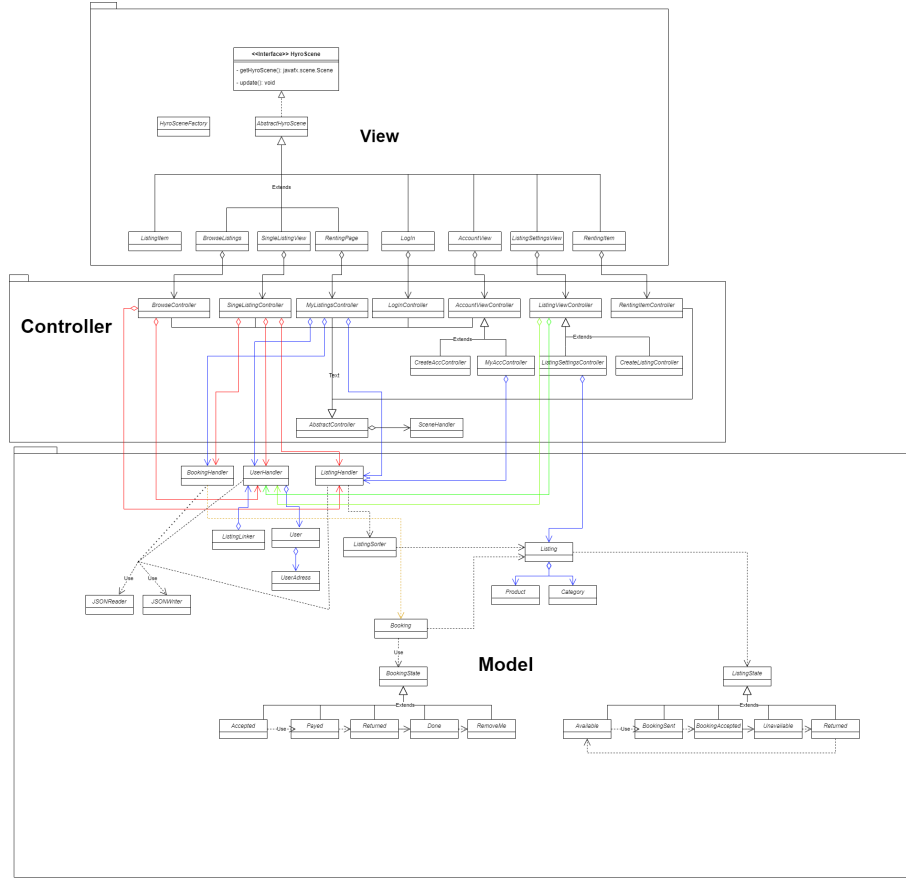 <<Interface>> HyroScene
- getHyroScene(): javafx.scene.Scene
- update(): void
HyroSceneFactory
AbstractHyroScene
View
Extends
ListingItem
BrowseListings
SingleListingView
RentingPage
LogIn
AccountView
ListingSettingsView
RentingItem
Controller
BrowseController
SingeListingController
MyListingsController
LogInController
AccountViewController
ListingViewController
RentingItemController
Extends
Extends
CreateAccController
MyAccController
ListingSettingsController
CreateListingController
Text
AbstractController
SceneHandler
BookingHandler
UserHandler
ListingHandler
ListingLinker
User
ListingSorter
Listing
Use
Use
UserAdress
JSONReader
JSONWriter
Product
Category
Booking
Use
Model
BookingState
ListingState
Extends
Extends
Accepted
Use
Payed
Returned
Done
RemoveMe
Available
Use
BookingSent
BookingAccepted
Unavailable
Returned